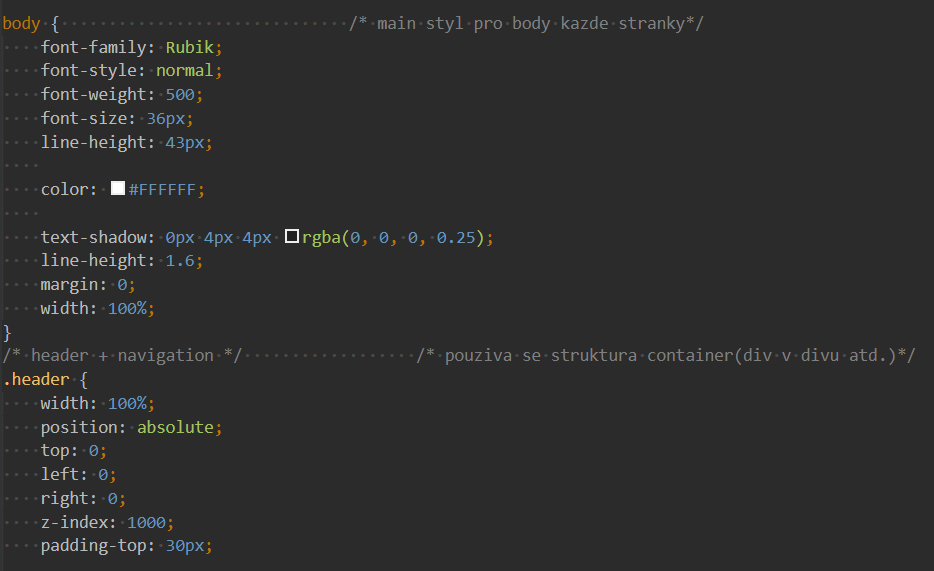 body {                              /* main styl pro body kazde stranky*/
    font-family: Rubik;
    font-style: normal;
    font-weight: 500;
    font-size: 36px;
    line-height: 43px;
    color: #FFFFFF;
    text-shadow: 0px 4px 4px rgba(0, 0, 0, 0.25);
    line-height: 1.6;
    margin: 0;
    width: 100%;
}
/* header + navigation */                  /* pouziva se struktura container(div v divu atd.)*/
.header {
    width: 100%;
    position: absolute;
    top: 0;
    left: 0;
    right: 0;
    z-index: 1000;
    padding-top: 30px;